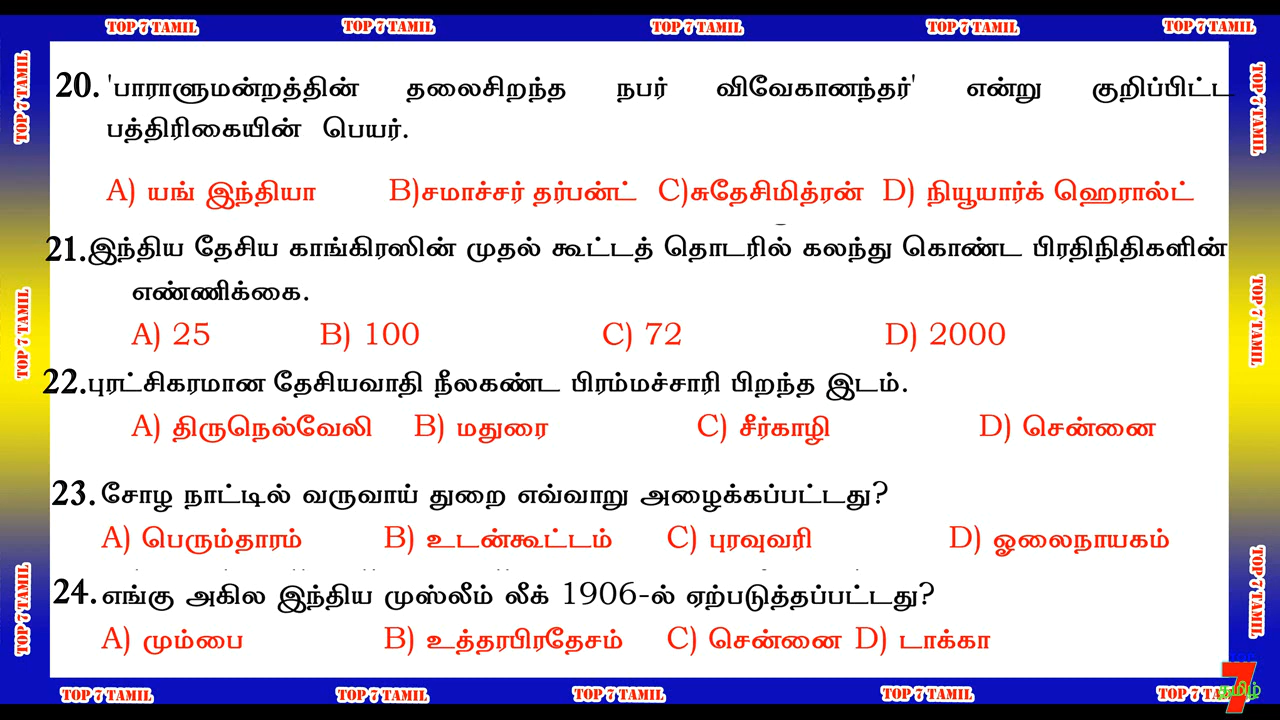 TOP 7 TAMIL TOP 7 TAMIL TOP 7 TAMIL TOP 7 TAMIL TOP 7 TAMIL
20. 'பாராளுமன்றத்தின் தலைசிறந்த நபர் விவேகானந்தர்' என்று குறிப்பிட்ட
பத்திரிகையின் பெயர்.
A) யங் இந்தியா B)சமாச்சர் தர்பன்ட் C)சுதேசிமித்ரன் D) நியூயார்க் ஹெரால்ட்
21.இந்திய தேசிய காங்கிரஸின் முதல் கூட்டத் தொடரில் கலந்து கொண்ட பிரதிநிதிகளின்
எண்ணிக்கை.
A) 25 B) 100 C) 72 D) 2000
22.புரட்சிகரமான தேசியவாதி நீலகண்ட பிரம்மச்சாரி பிறந்த இடம்.
A) திருநெல்வேலி B) மதுரை C) சீர்காழி D) சென்னை
23.சோழ நாட்டில் வருவாய் துறை எவ்வாறு அழைக்கப்பட்டது?
A) பெரும்தாரம் B) உடன்கூட்டம் C) புரவுவரி D) ஓலைநாயகம்
24.எங்கு அகில இந்திய முஸ்லீம் லீக் 1906-ல் ஏற்படுத்தப்பட்டது?
A) மும்பை B) உத்தரபிரதேசம் C) சென்னை D) டாக்கா
TOP 7 TAMIL TOP 7 TAMIL TOP 7 TAMIL TOP 7 TAMIL TOP 7 TA
TOP 7 TAMIL
TOP 7 TAMIL
TOP 7 TAMIL
TOP 7 TAMIL
TOP 7 TAMIL
TOP 7 TAMIL
TOP
7
தமிழ்